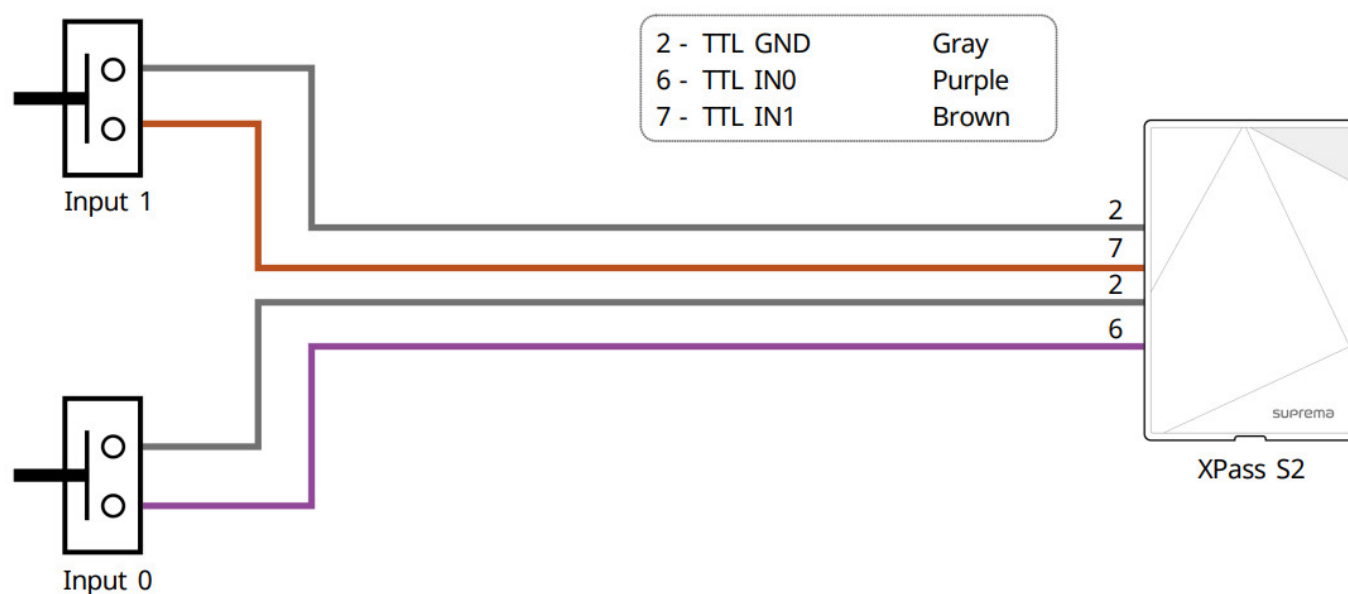 2 - TTL GND Gray
6 - TTL IN0 Purple
7 - TTL IN1 Brown
Input 1
2
7
2
6
suprema
XPass S2
Input 0